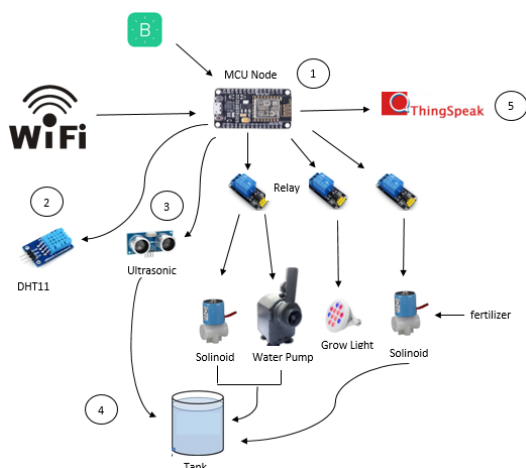 B
MCU Node
1
WiFi
ThingSpeak
5
2
3
Relay
DHT11
Ultrasonic
Solinoid
Water Pump
Grow Light
Solinoid
fertilizer
4
Tank